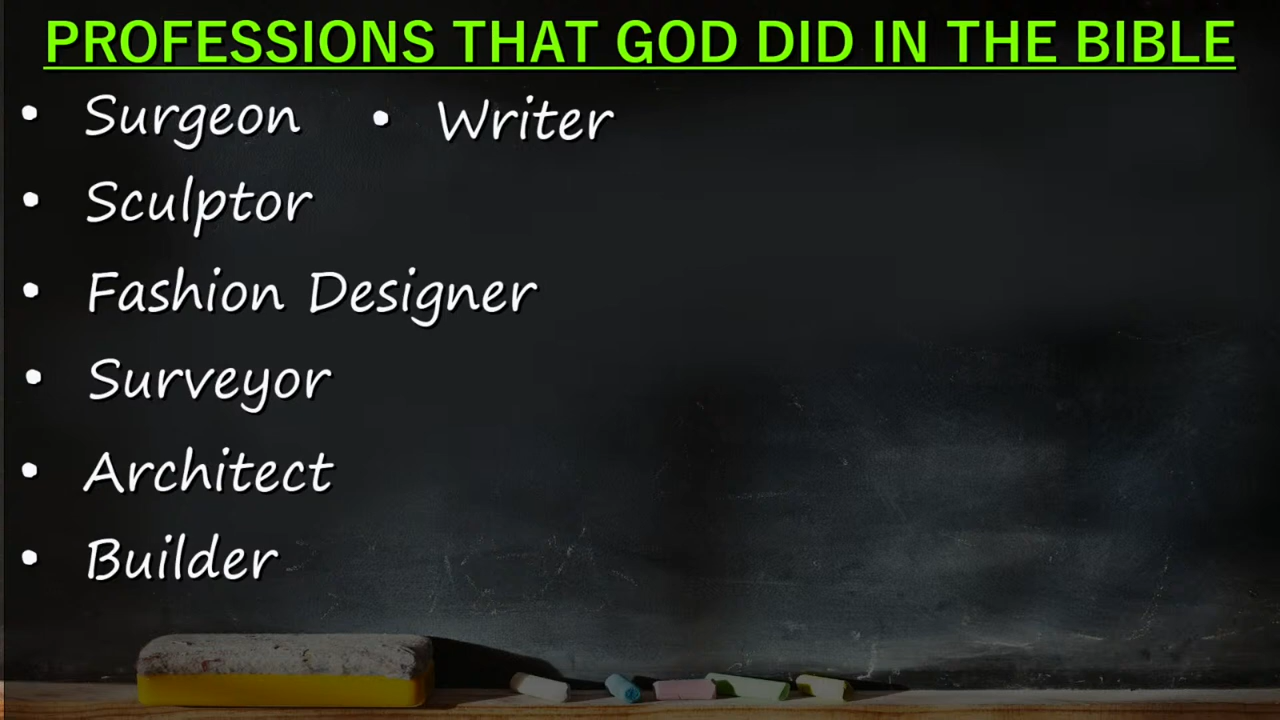 PROFESSIONS THAT GOD DID IN THE BIBLE
• Surgeon
• Sculptor
• Fashion Designer
• Surveyor
• Architect
• Builder
• Writer